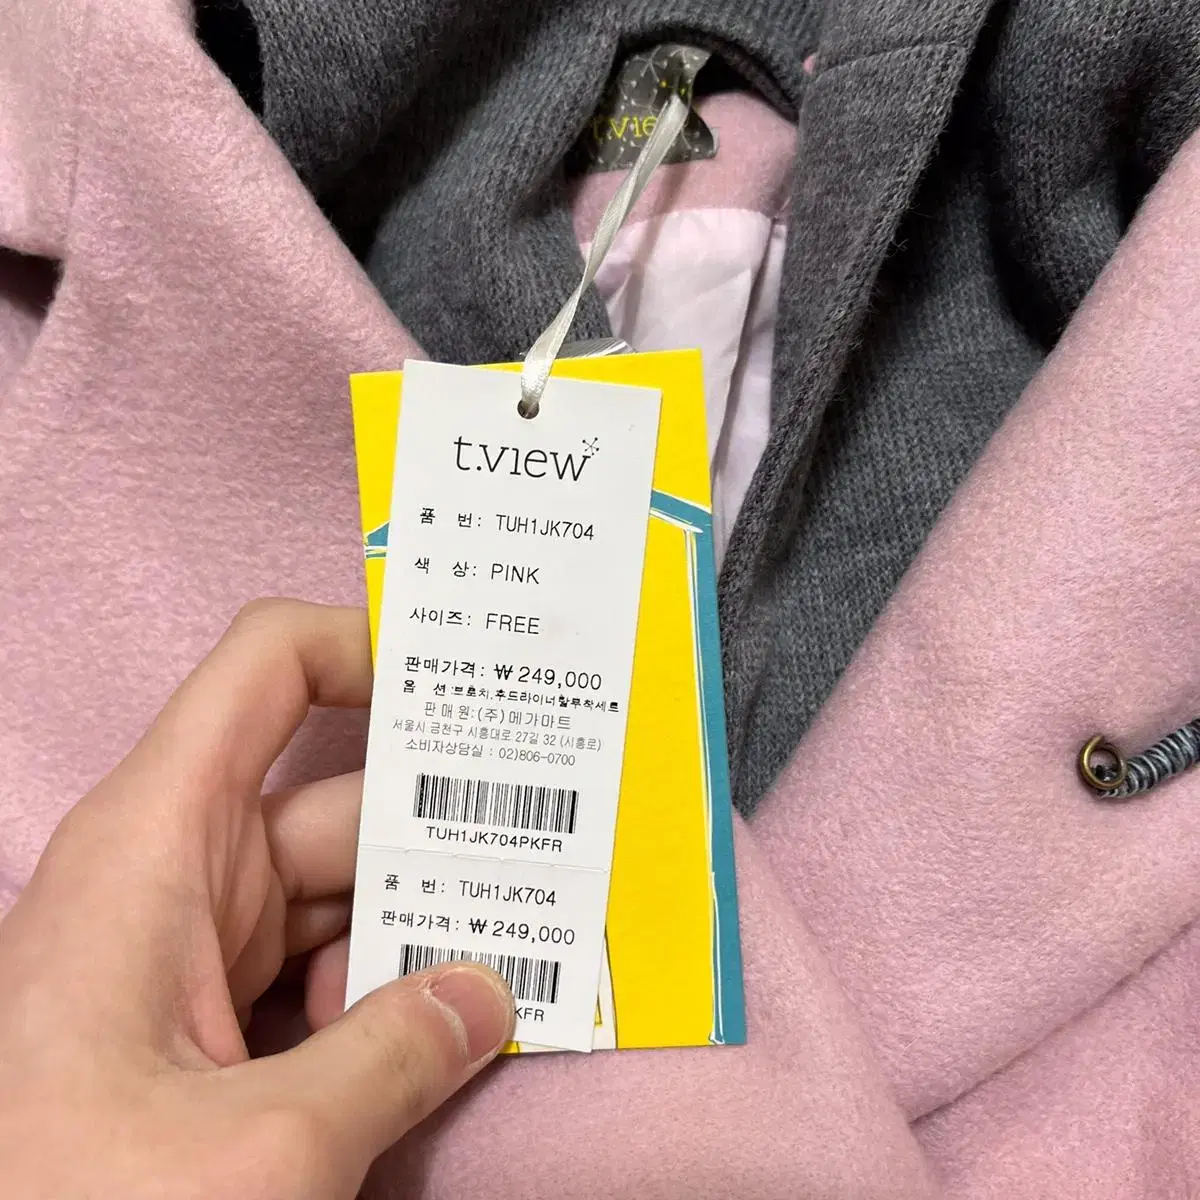 t.view
t.view
품 번: TUH1JK704
색 상: PINK
사이즈: FREE
판매가격: ₩249,000
옵 션:브로치.후드라이너탈부착세트
판 매 원:(주)메가마트
서울시 금천구 시흥대로 27길 32 (시흥로)
소비자상담실 : 02)806-0700
TUH1JK704PKFR
품 번: TUH1JK704
판매가격: ₩249,000
KFR